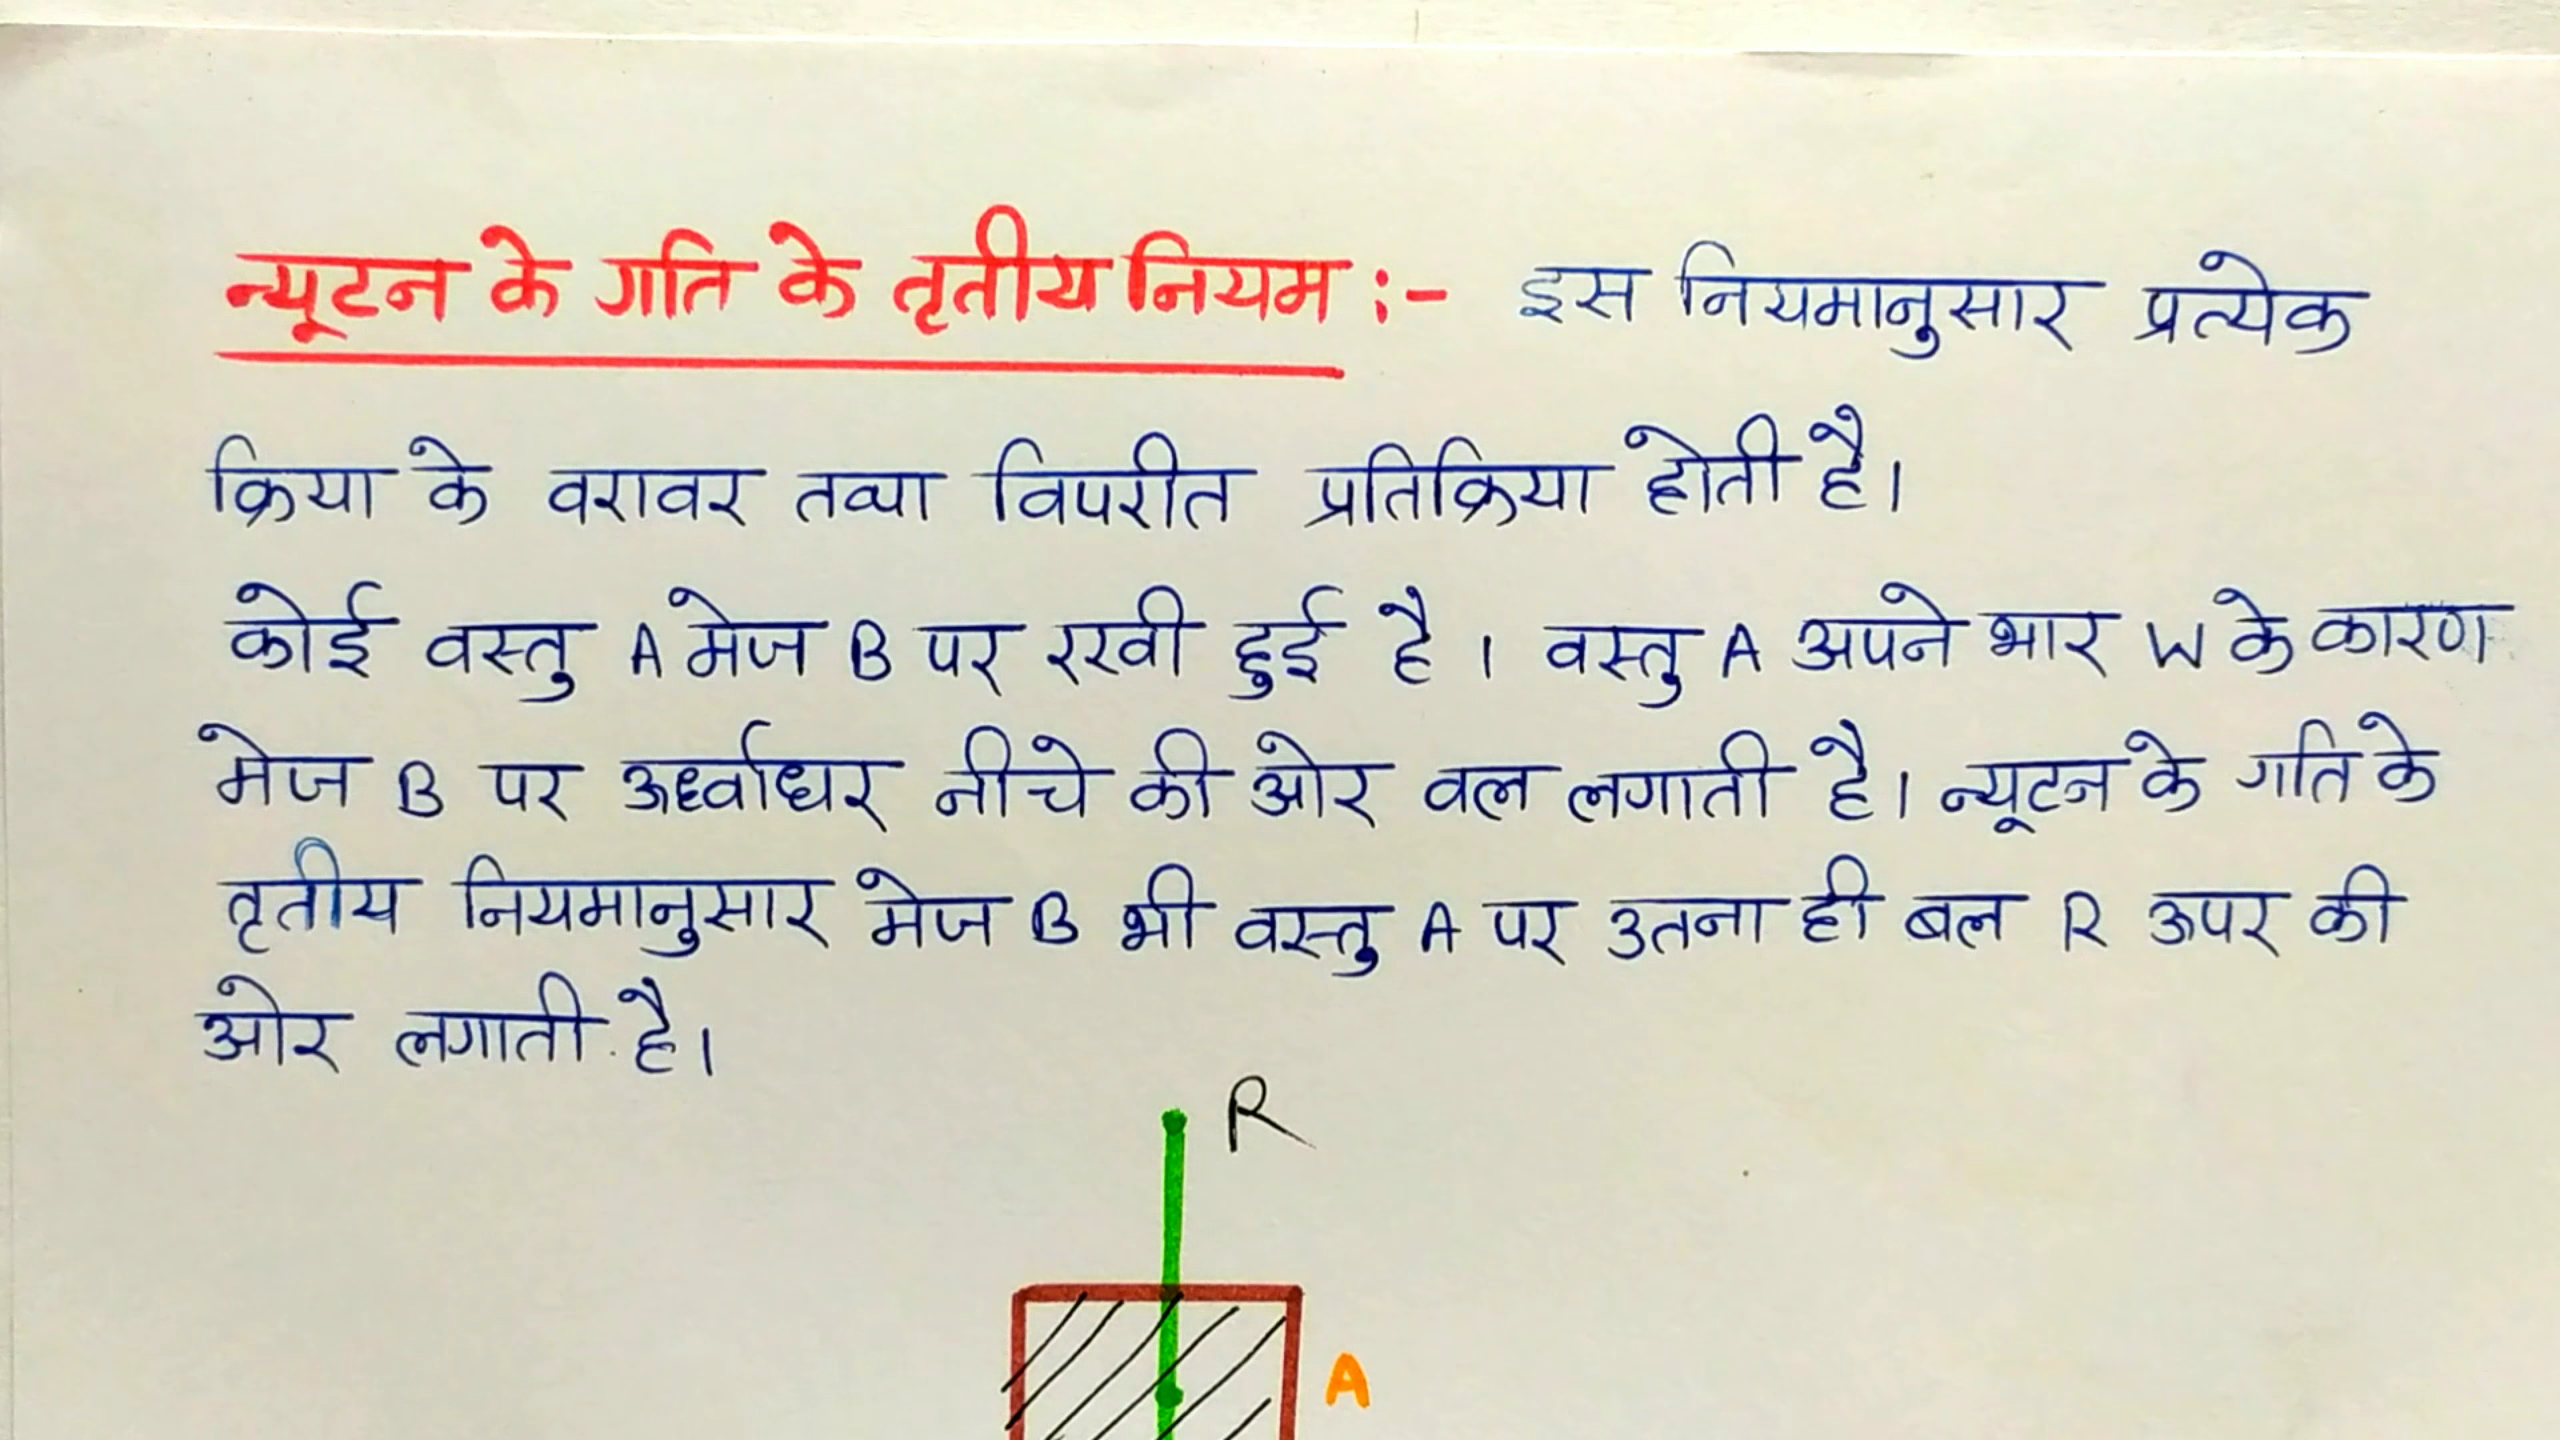 न्यूटन के गति के तृतीय नियम :- इस नियमानुसार प्रत्येक
क्रिया के वरावर तथा विपरीत प्रतिक्रिया होती है।
कोई वस्तु A मेज B पर रखी हुई है । वस्तु A अपने भार W के कारण
मेज B पर ऊर्ध्वाधर नीचे की ओर वल लगाती है। न्यूटन के गति के
तृतीय नियमानुसार मेज B भी वस्तु A पर उतना ही बल R ऊपर की
ओर लगाती है।
R
A